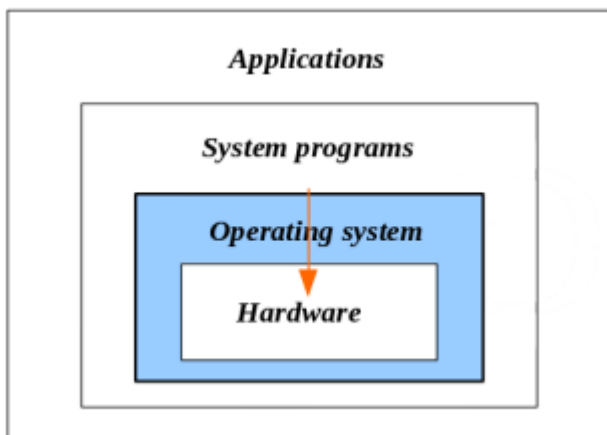 Applications
System programs
Operating system
Hardware